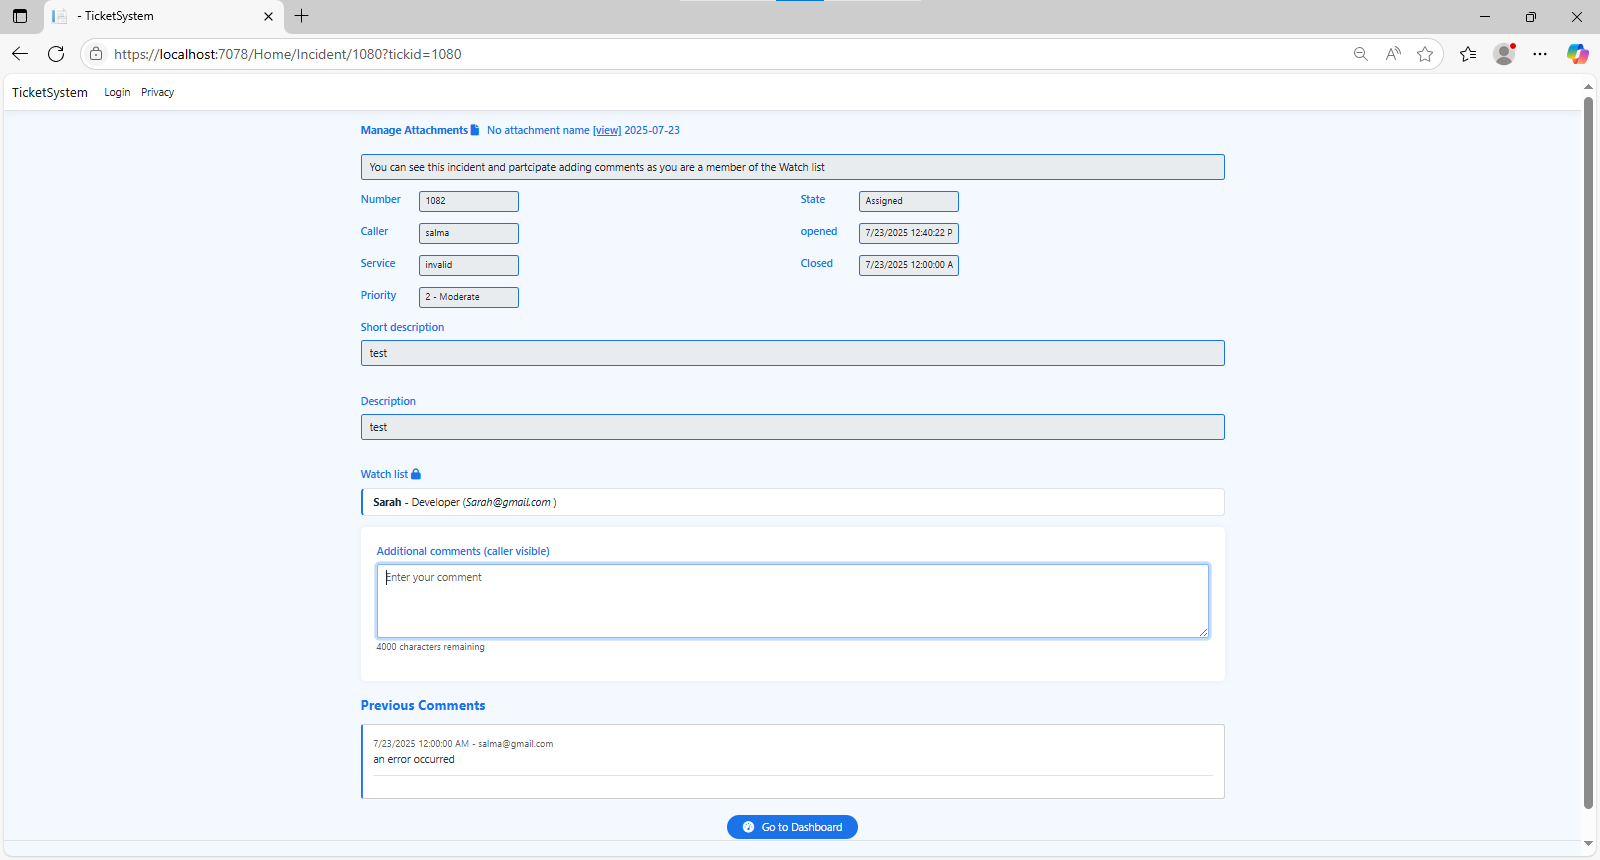 - TicketSystem
https://localhost:7078/Home/Incident/1080?tickid=1080
TicketSystem Login Privacy
Manage Attachments No attachment name [view] 2025-07-23
You can see this incident and partcipate adding comments as you are a member of the Watch list
Number 1082 State Assigned
Caller salma opened 7/23/2025 12:40:22 P
Service invalid Closed 7/23/2025 12:00:00 A
Priority 2 - Moderate
Short description
test
Description
test
Watch list
Sarah - Developer (Sarah@gmail.com )
Additional comments (caller visible)
Enter your comment
4000 characters remaining
Previous Comments
7/23/2025 12:00:00 AM - salma@gmail.com
an error occurred
Go to Dashboard